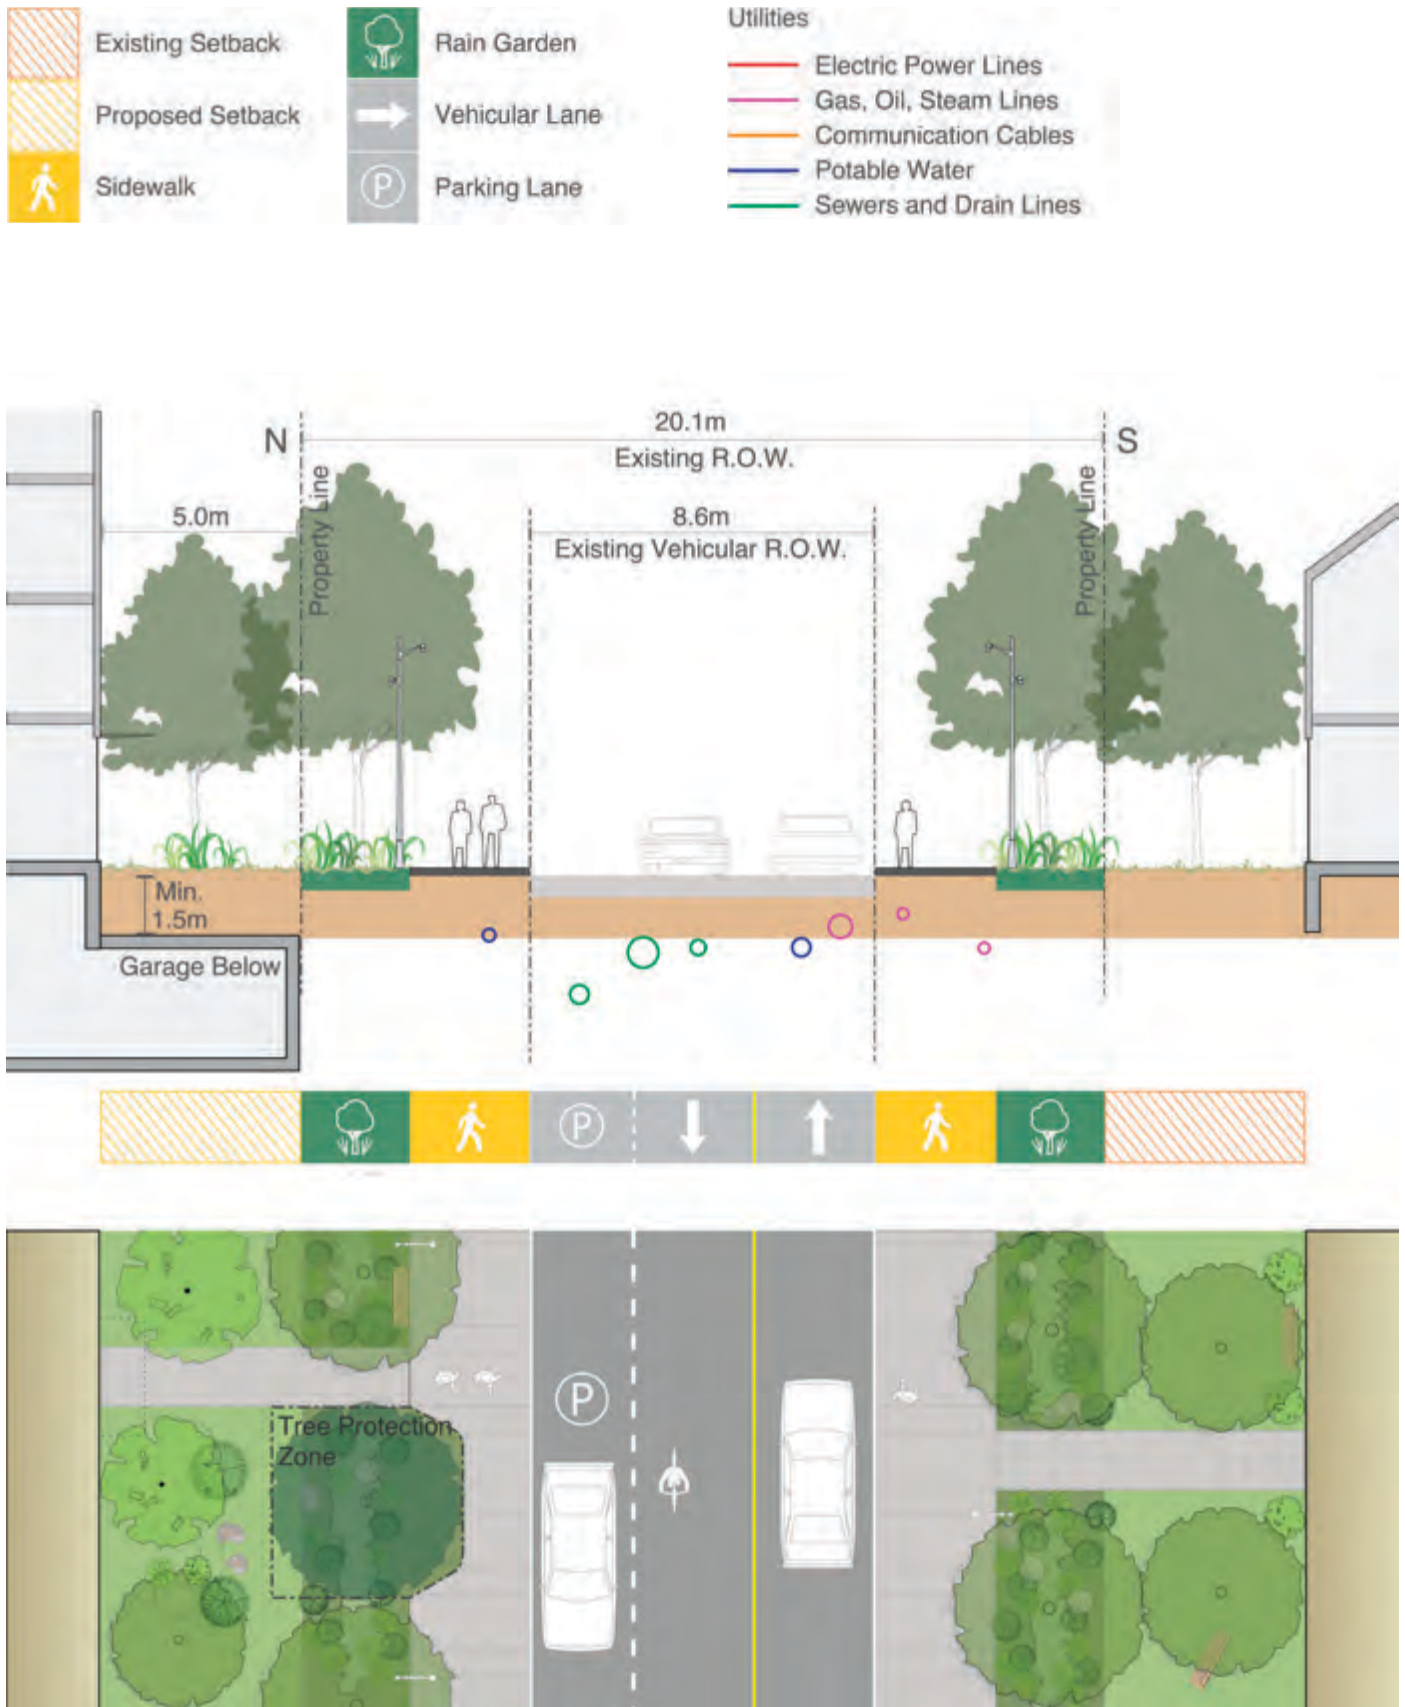 Existing Setback
Proposed Setback
Sidewalk
Rain Garden
Vehicular Lane
P
Parking Lane
Utilities
Electric Power Lines
Gas, Oil, Steam Lines
Communication Cables
Potable Water
Sewers and Drain Lines
N
20.1m
S
Existing R.O.W.
Property Line
Property Line
5.0m
8.6m
Existing Vehicular R.O.W.
Min.
1.5m
Garage Below
P
P
Tree Protection
Zone